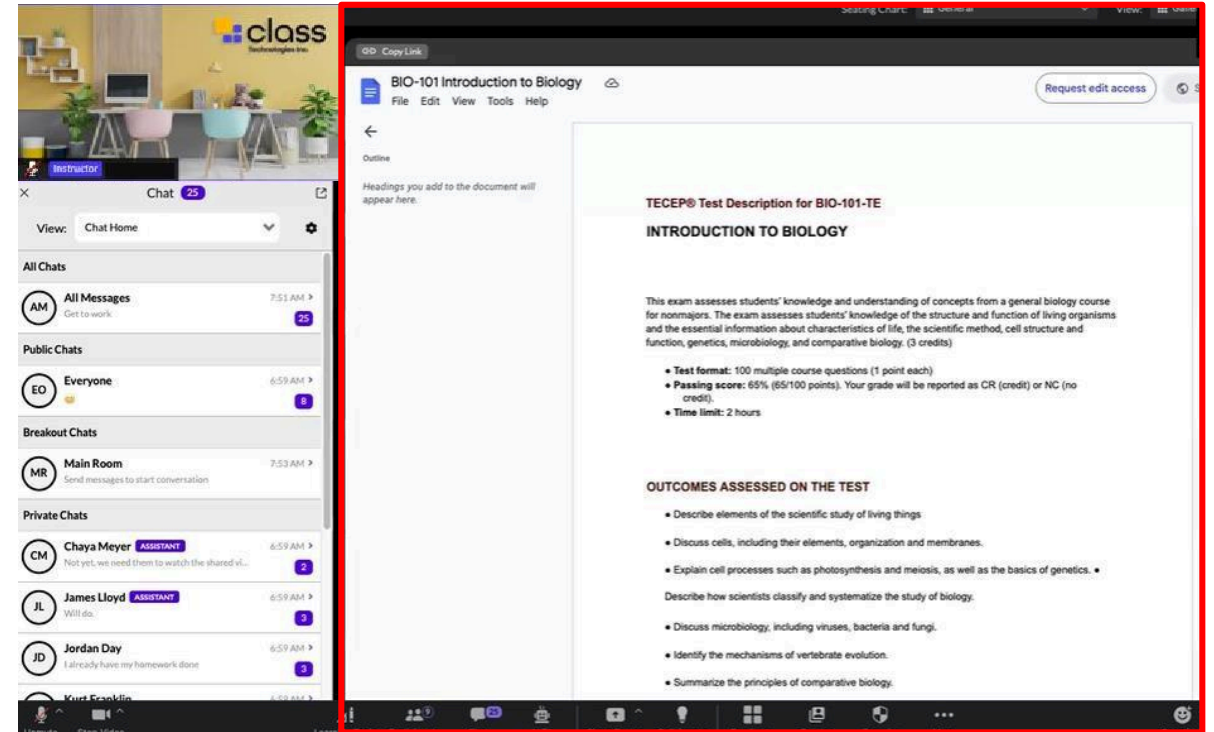 class
Technologies Inc.
Instructor
Chat 25
View: Chat Home
All Chats
AM All Messages 7:51 AM >
Get to work 25
Public Chats
EO Everyone 6:59 AM >
8
Breakout Chats
MR Main Room 7:53 AM >
Send messages to start conversation
Private Chats
CM Chaya Meyer ASSISTANT 6:59 AM >
Not yet, we need them to watch the shared vi... 2
JL James Lloyd ASSISTANT 6:59 AM >
Will do. 3
JD Jordan Day 6:59 AM >
I already have my homework done 3
Kurt Franklin 6:59 AM >
Stop Video
Seating Chart: General View:
Copy Link
BIO-101 Introduction to Biology
File Edit View Tools Help
Request edit access
Outline
Headings you add to the document will
appear here.
TECEP® Test Description for BIO-101-TE
INTRODUCTION TO BIOLOGY
This exam assesses students' knowledge and understanding of concepts from a general biology course
for nonmajors. The exam assesses students' knowledge of the structure and function of living organisms
and the essential information about characteristics of life, the scientific method, cell structure and
function, genetics, microbiology, and comparative biology. (3 credits)
● Test format: 100 multiple course questions (1 point each)
● Passing score: 65% (65/100 points). Your grade will be reported as CR (credit) or NC (no
credit).
● Time limit: 2 hours
OUTCOMES ASSESSED ON THE TEST
● Describe elements of the scientific study of living things
● Discuss cells, including their elements, organization and membranes.
● Explain cell processes such as photosynthesis and meiosis, as well as the basics of genetics. ●
Describe how scientists classify and systematize the study of biology.
● Discuss microbiology, including viruses, bacteria and fungi.
● Identify the mechanisms of vertebrate evolution.
● Summarize the principles of comparative biology.
9 25